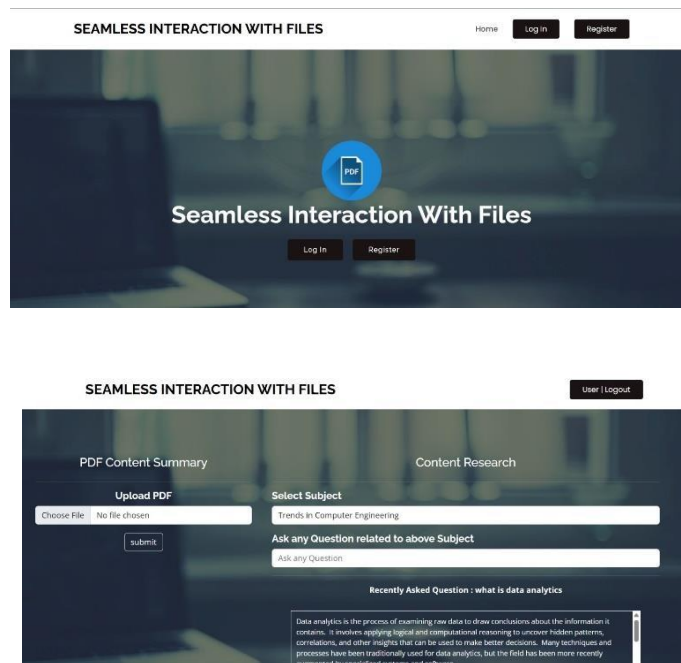 SEAMLESS INTERACTION WITH FILES
Home
Log In
Register
PDF
Seamless Interaction With Files
Log In
Register
SEAMLESS INTERACTION WITH FILES
User | Logout
PDF Content Summary
Content Research
Upload PDF
Select Subject
Choose File No file chosen
Trends in Computer Engineering
submit
Ask any Question related to above Subject
Ask any Question
Recently Asked Question : what is data analytics
Data analytics is the process of examining raw data to draw conclusions about the information it
contains. It involves applying logical and computational reasoning to uncover hidden patterns,
correlations, and other insights that can be used to make better decisions. Many techniques and
processes have been traditionally used for data analytics, but the field has been more recently